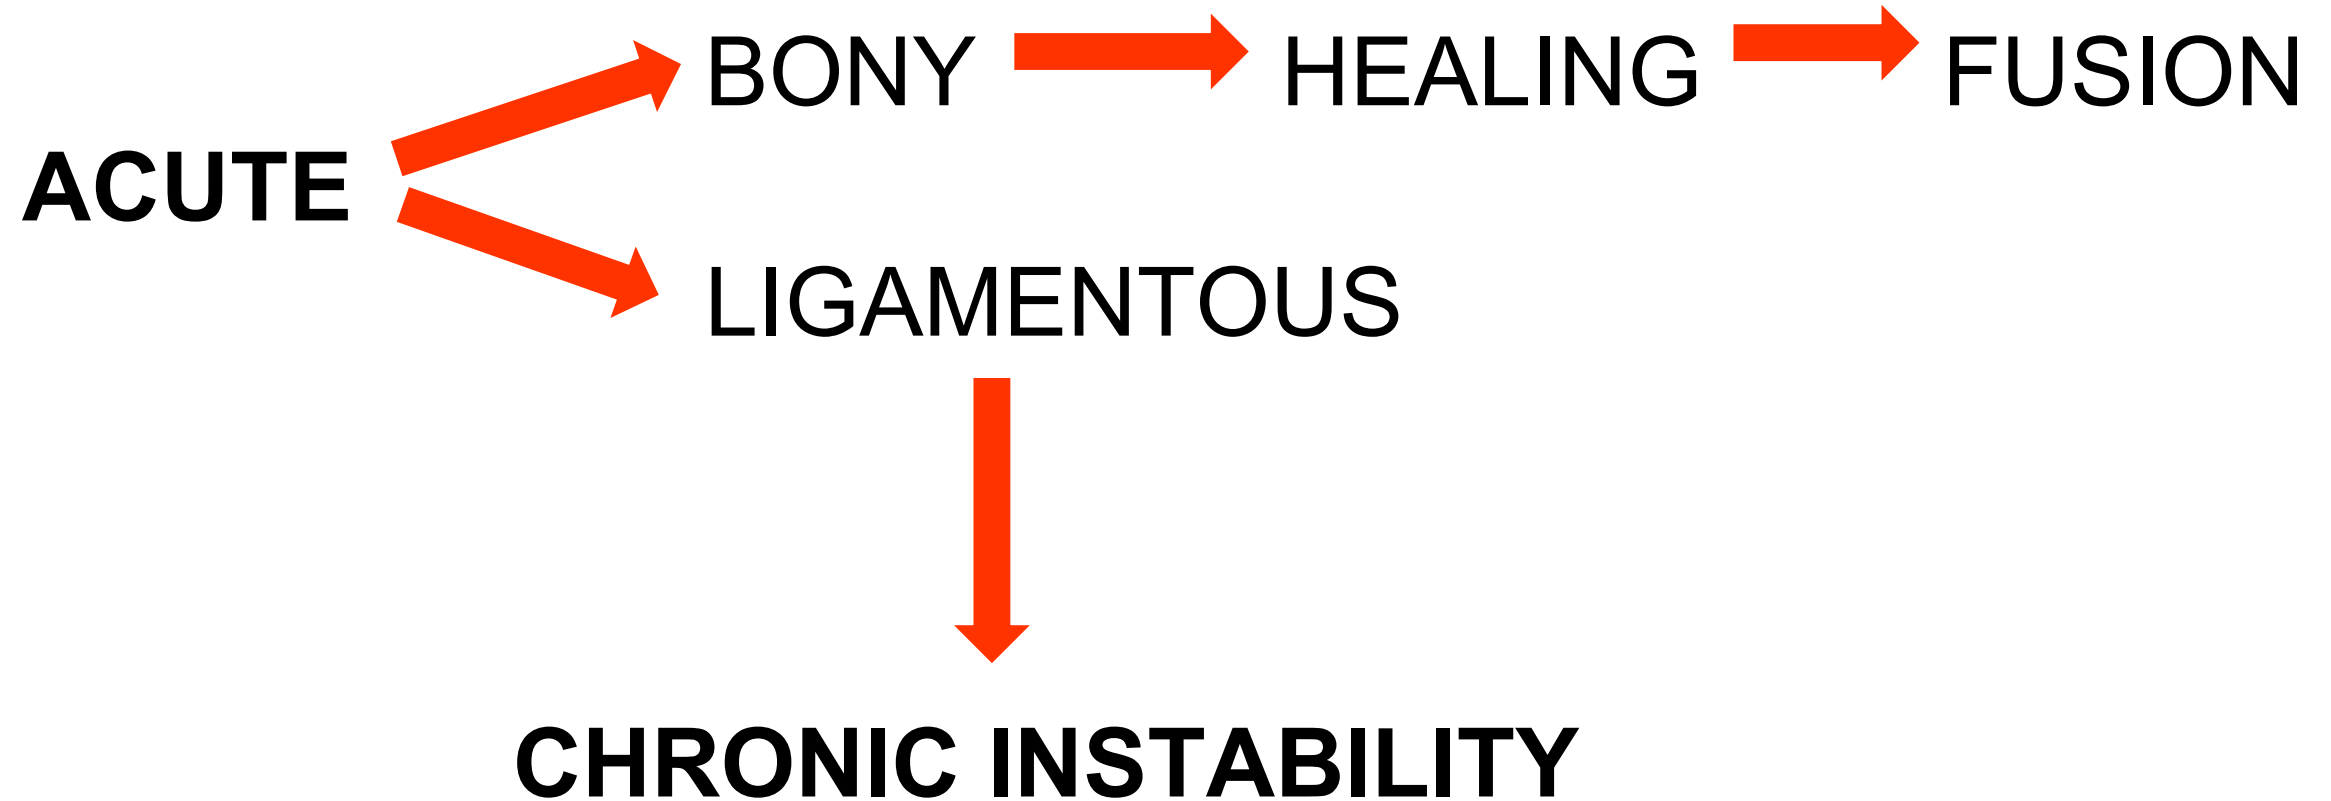 BONY HEALING FUSION
ACUTE
LIGAMENTOUS
CHRONIC INSTABILITY